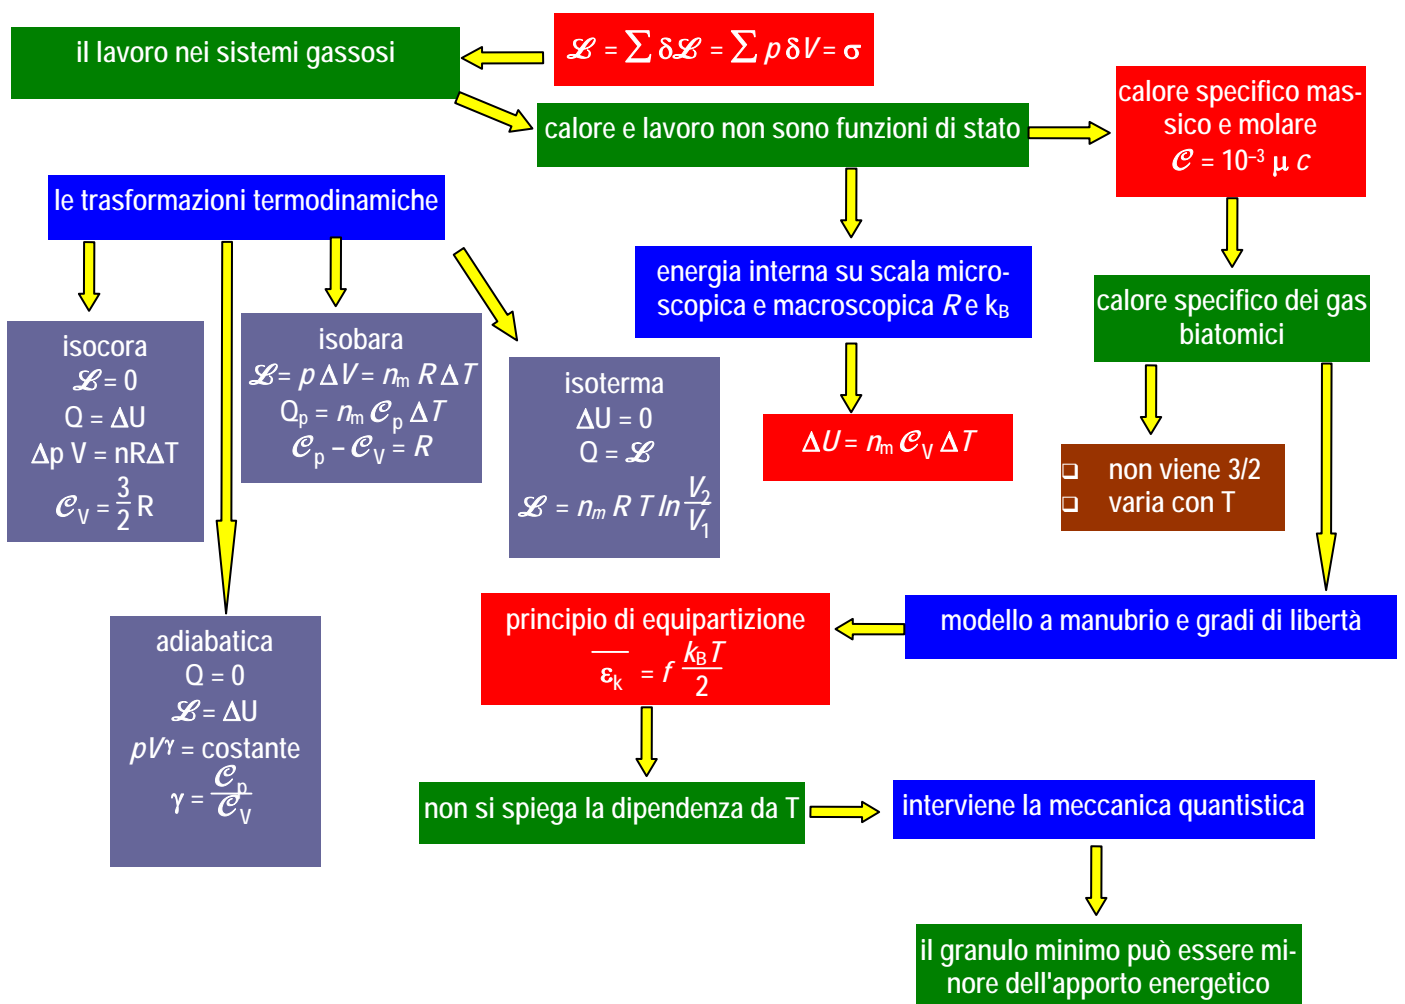 il lavoro nei sistemi gassosi
ℒ = ∑ δℒ = ∑ p δV = σ
calore e lavoro non sono funzioni di stato
calore specifico mas-
sico e molare
𝒞 = 10⁻³ μ c
le trasformazioni termodinamiche
energia interna su scala micro-
scopica e macroscopica R e k_B
calore specifico dei gas
biatomici
isocora
ℒ = 0
Q = ΔU
Δp V = nRΔT
𝒞_V = 3/2 R
isobara
ℒ = p ΔV = n_m R ΔT
Q_p = n_m 𝒞_p ΔT
𝒞_p – 𝒞_V = R
isoterma
ΔU = 0
Q = ℒ
ℒ = n_m R T ln V_2/V_1
ΔU = n_m 𝒞_V ΔT
❑ non viene 3/2
❑ varia con T
adiabatica
Q = 0
ℒ = ΔU
pV^γ = costante
γ = 𝒞_p/𝒞_V
principio di equipartizione
ε̅_k̅ = f k_B T/2
modello a manubrio e gradi di libertà
non si spiega la dipendenza da T
interviene la meccanica quantistica
il granulo minimo può essere mi-
nore dell'apporto energetico